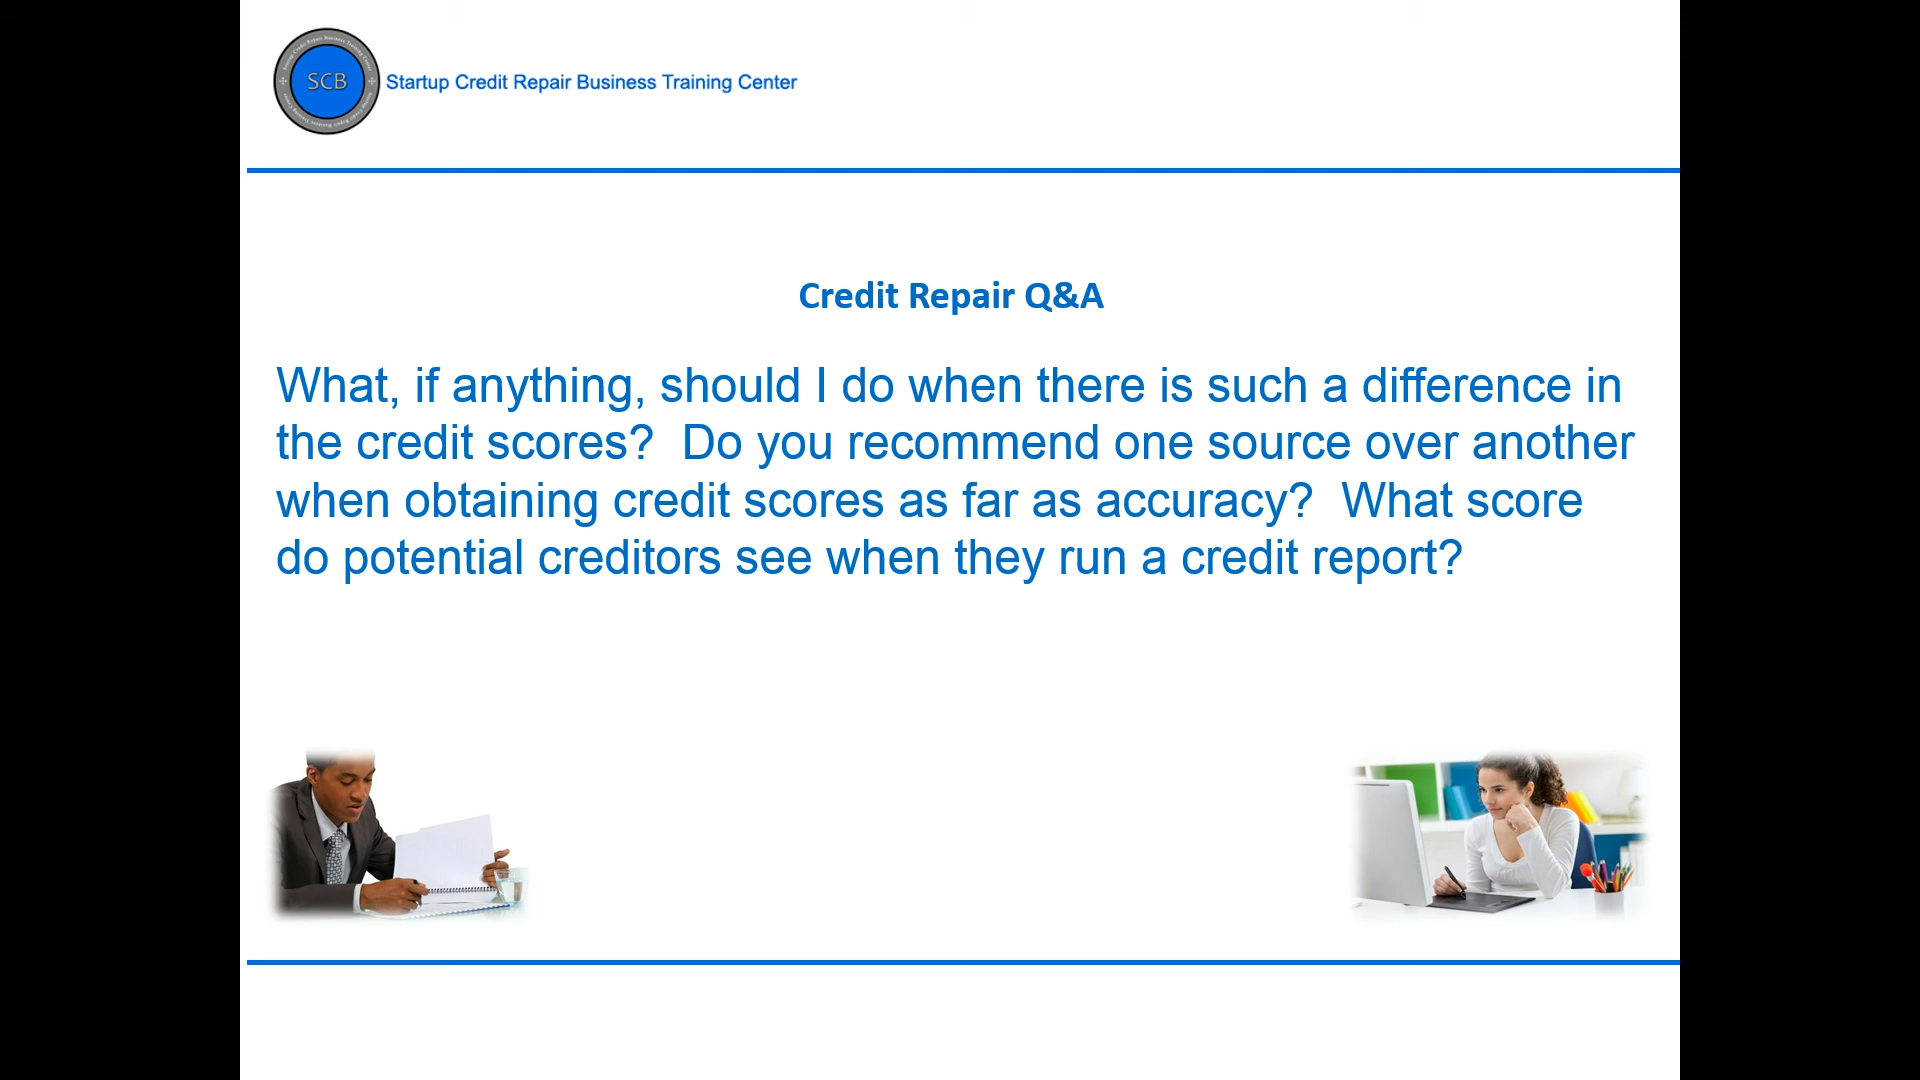 SCB
Startup Credit Repair Business Training Center
Credit Repair Q&A
What, if anything, should I do when there is such a difference in
the credit scores?  Do you recommend one source over another
when obtaining credit scores as far as accuracy?  What score
do potential creditors see when they run a credit report?